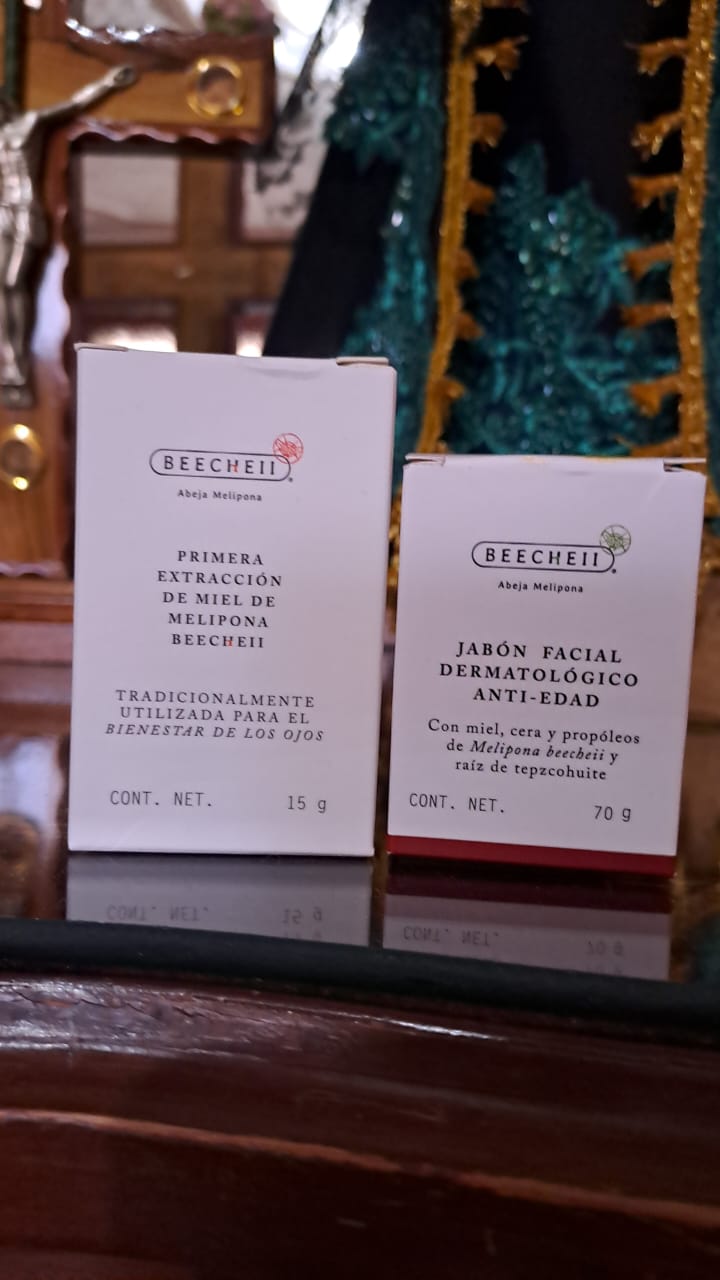 BEECHEII
Abeja Melipona
PRIMERA
EXTRACCIÓN
DE MIEL DE
MELIPONA
BEECHEII
TRADICIONALMENTE
UTILIZADA PARA EL
BIENESTAR DE LOS OJOS
CONT. NET. 15 g
BEECHEII
Abeja Melipona
JABÓN FACIAL
DERMATOLÓGICO
ANTI-EDAD
Con miel, cera y propóleos
de Melipona beecheii y
raíz de tepzcohuite
CONT. NET. 70 g